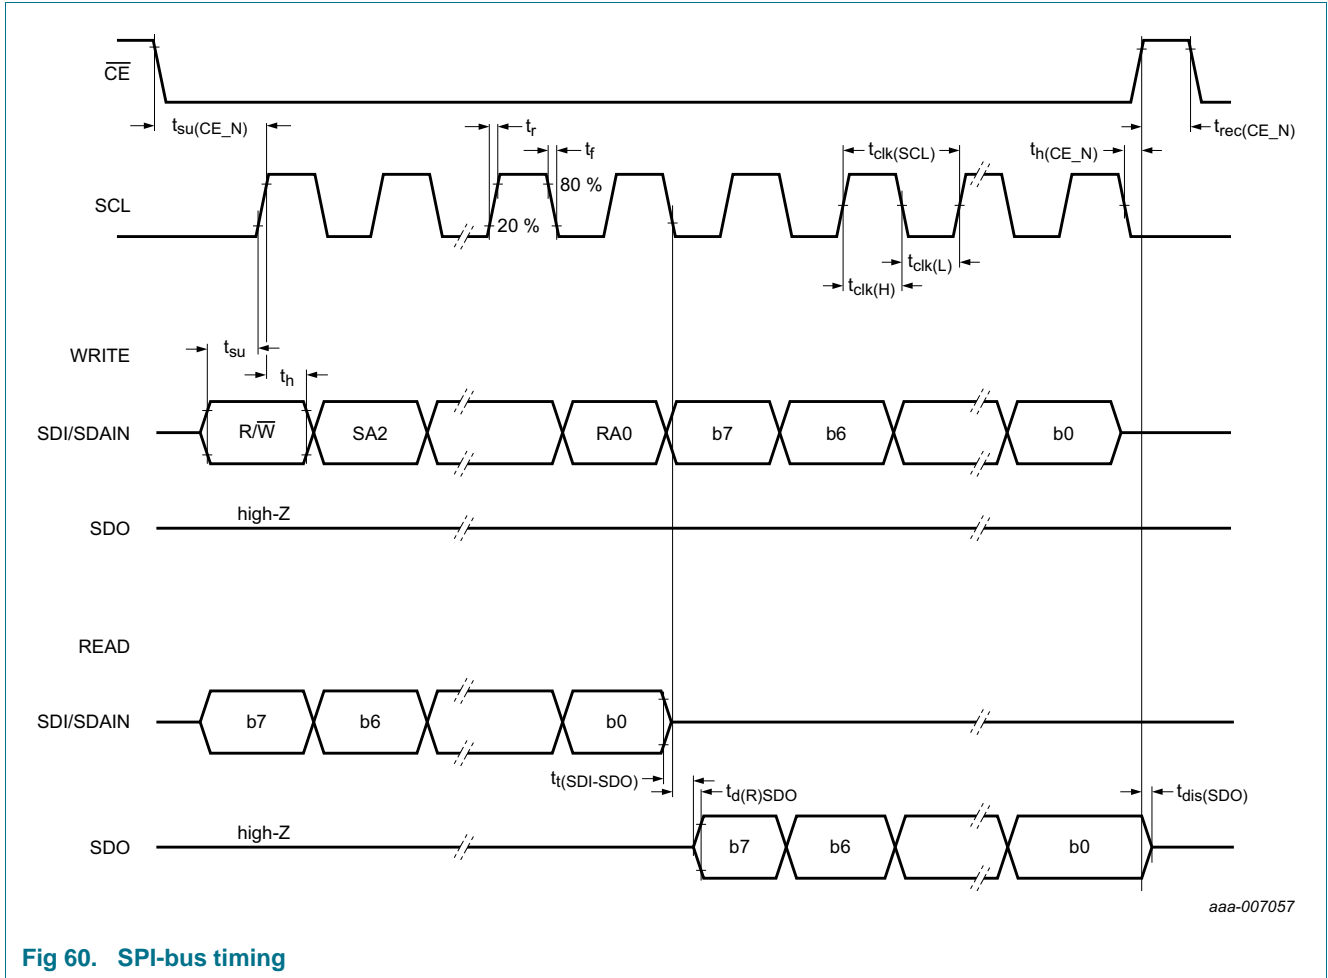 CE
tsu(CE_N)
tr
tf
tclk(SCL)
th(CE_N)
trec(CE_N)
SCL
80 %
20 %
tclk(L)
tclk(H)
WRITE
tsu
th
SDI/SDAIN
R/W
SA2
RA0
b7
b6
b0
SDO
high-Z
READ
SDI/SDAIN
b7
b6
b0
tt(SDI-SDO)
td(R)SDO
tdis(SDO)
SDO
high-Z
b7
b6
b0
aaa-007057
Fig 60. SPI-bus timing